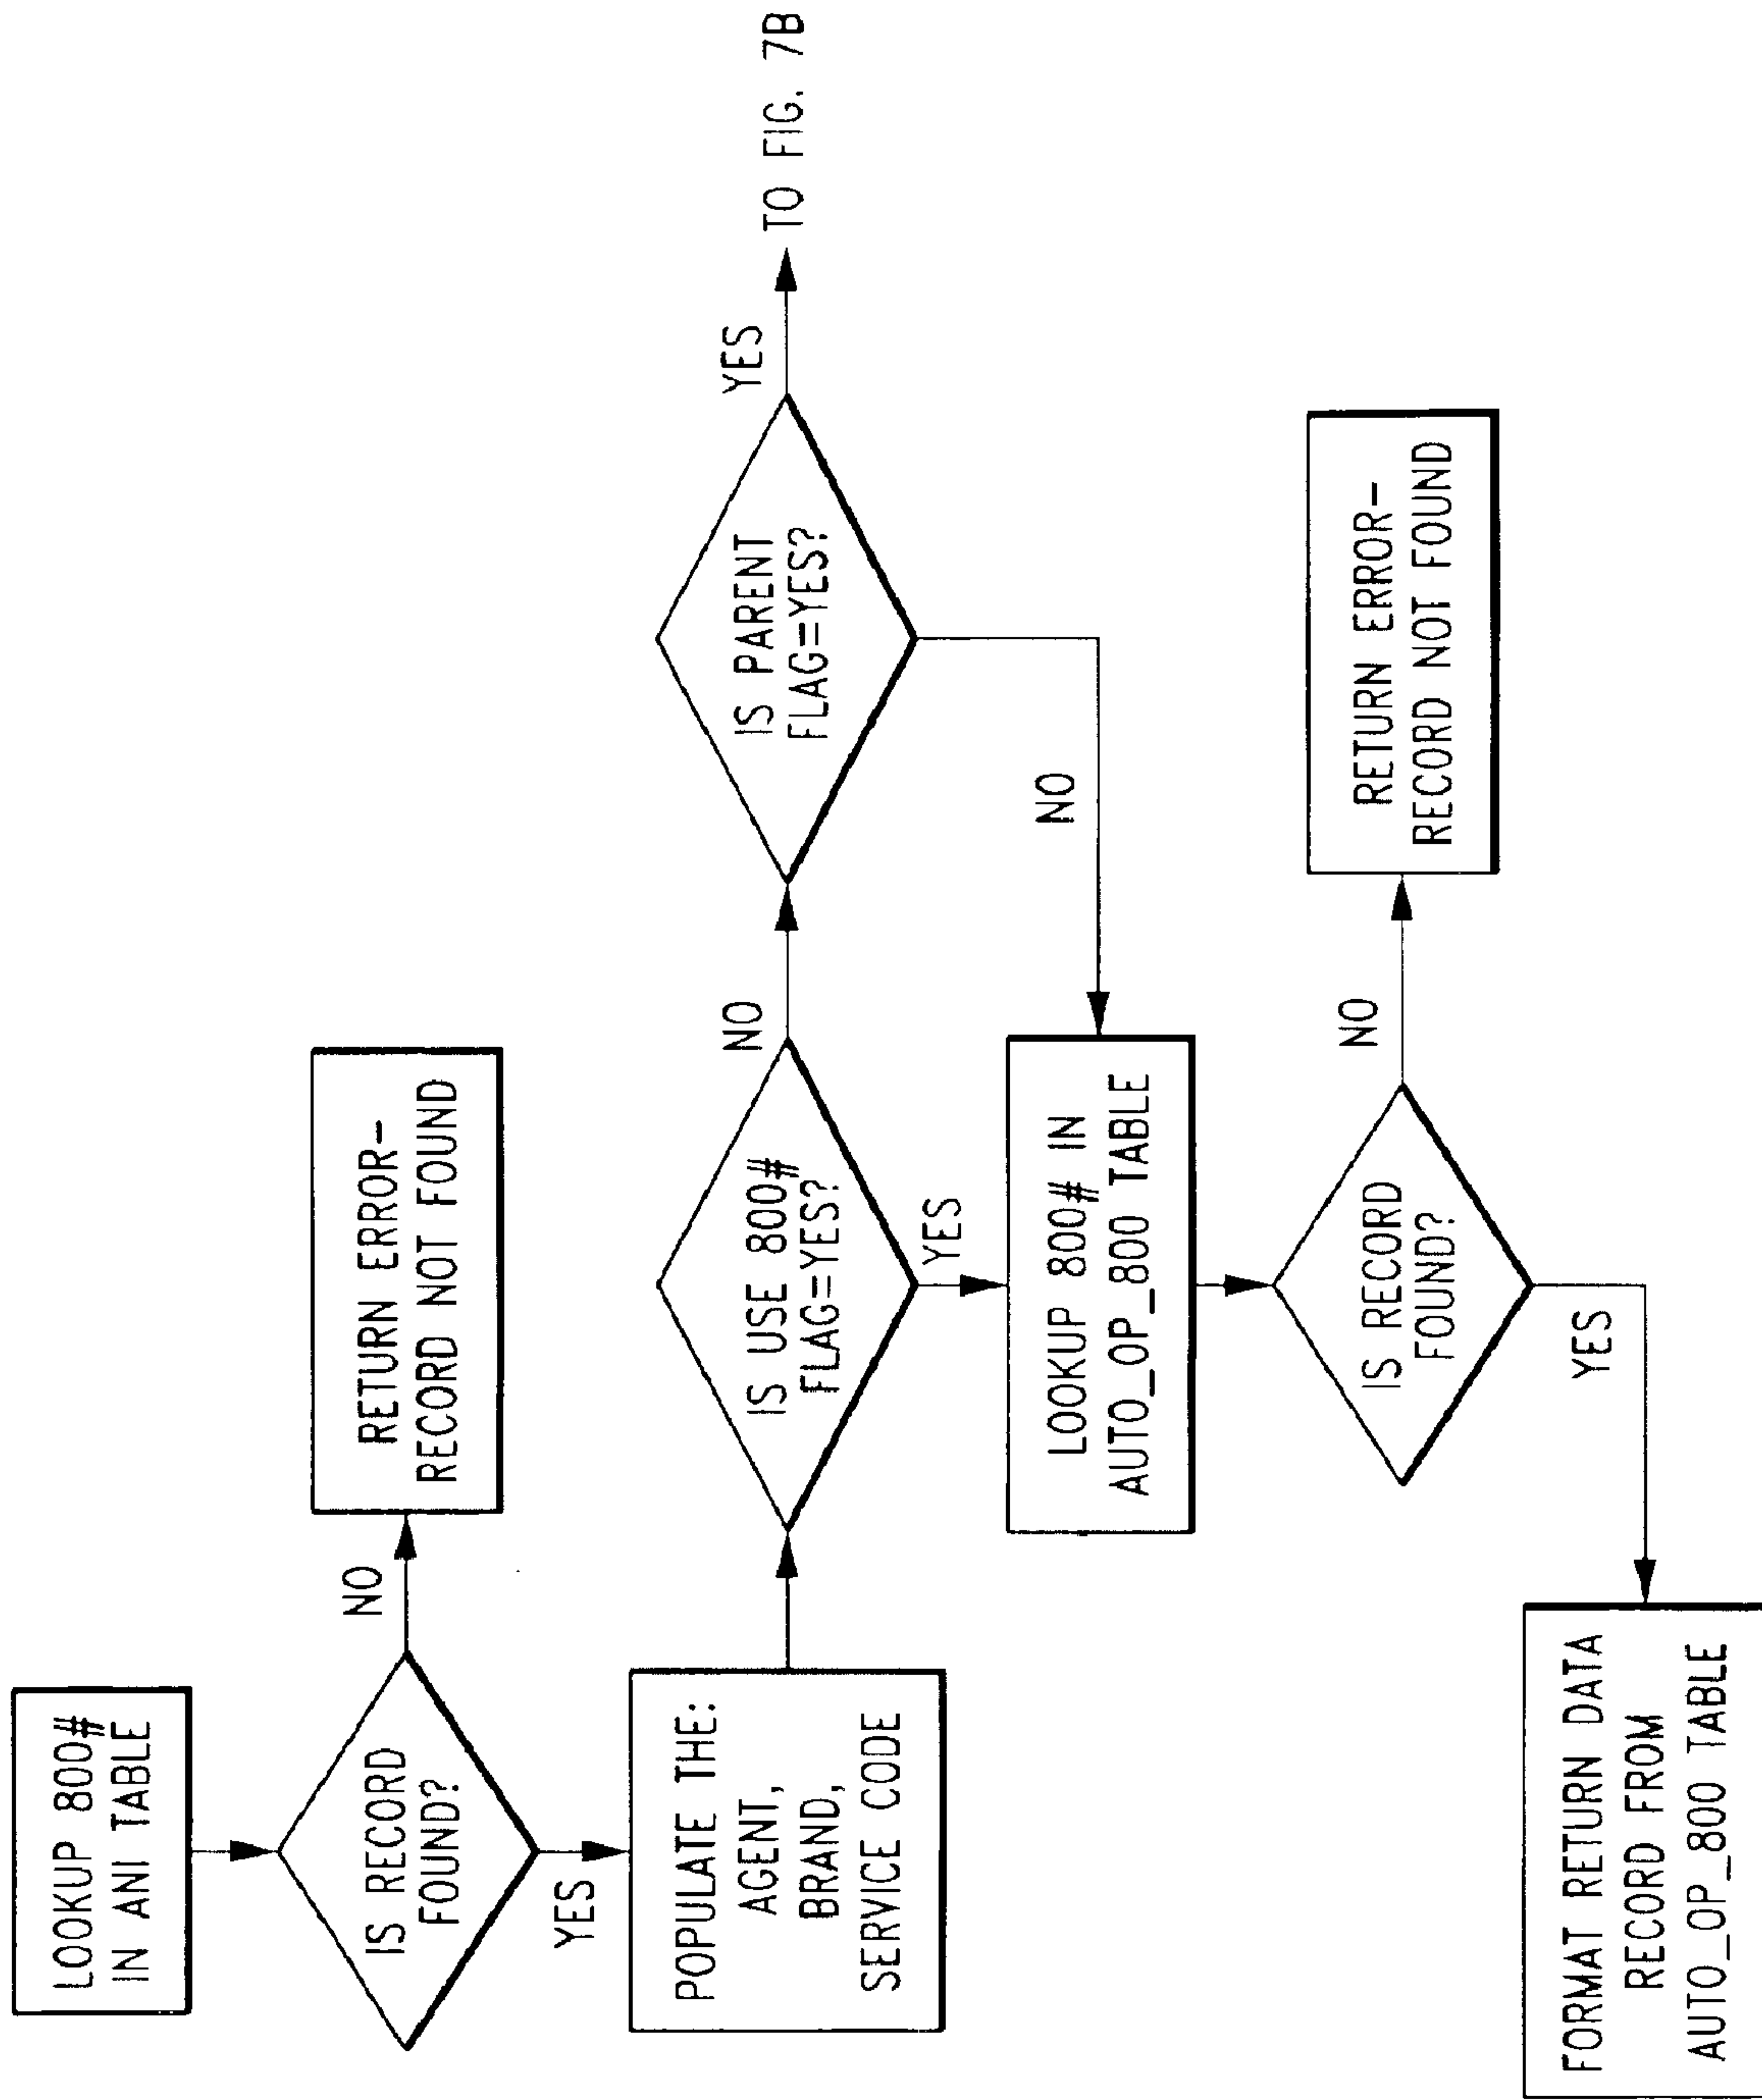 LOOKUP 800#
IN ANI TABLE
IS RECORD
FOUND?
NO
RETURN ERROR-
RECORD NOT FOUND
YES
POPULATE THE:
AGENT,
BRAND,
SERVICE CODE
IS USE 800#
FLAG=YES?
NO
IS PARENT
FLAG=YES?
YES
TO FIG. 7B
YES
NO
LOOKUP 800# IN
AUTO_OP_800 TABLE
IS RECORD
FOUND?
NO
RETURN ERROR-
RECORD NOT FOUND
YES
FORMAT RETURN DATA
RECORD FROM
AUTO_OP_800 TABLE